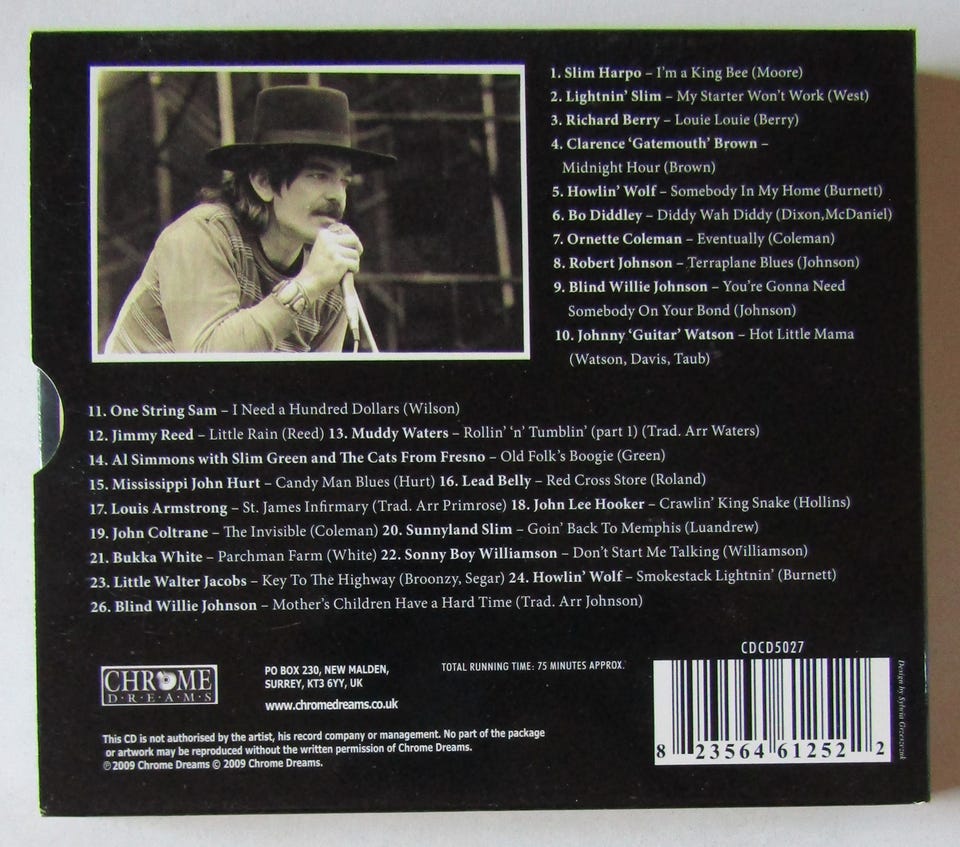 1. Slim Harpo – I'm a King Bee (Moore)
2. Lightnin' Slim – My Starter Won't Work (West)
3. Richard Berry – Louie Louie (Berry)
4. Clarence ‘Gatemouth’ Brown –
Midnight Hour (Brown)
5. Howlin' Wolf – Somebody In My Home (Burnett)
6. Bo Diddley – Diddy Wah Diddy (Dixon,McDaniel)
7. Ornette Coleman – Eventually (Coleman)
8. Robert Johnson – Terraplane Blues (Johnson)
9. Blind Willie Johnson – You're Gonna Need
Somebody On Your Bond (Johnson)
10. Johnny ‘Guitar’ Watson – Hot Little Mama
(Watson, Davis, Taub)
11. One String Sam – I Need a Hundred Dollars (Wilson)
12. Jimmy Reed – Little Rain (Reed) 13. Muddy Waters – Rollin' ‘n’ Tumblin' (part 1) (Trad. Arr Waters)
14. Al Simmons with Slim Green and The Cats From Fresno – Old Folk's Boogie (Green)
15. Mississippi John Hurt – Candy Man Blues (Hurt) 16. Lead Belly – Red Cross Store (Roland)
17. Louis Armstrong – St. James Infirmary (Trad. Arr Primrose) 18. John Lee Hooker – Crawlin' King Snake (Hollins)
19. John Coltrane – The Invisible (Coleman) 20. Sunnyland Slim – Goin' Back To Memphis (Luandrew)
21. Bukka White – Parchman Farm (White) 22. Sonny Boy Williamson – Don't Start Me Talking (Williamson)
23. Little Walter Jacobs – Key To The Highway (Broonzy, Segar) 24. Howlin' Wolf – Smokestack Lightnin' (Burnett)
26. Blind Willie Johnson – Mother's Children Have a Hard Time (Trad. Arr Johnson)
CHROME
D·R·E·A·M·S
PO BOX 230, NEW MALDEN,
SURREY, KT3 6YY, UK
www.chromedreams.co.uk
TOTAL RUNNING TIME: 75 MINUTES APPROX.
CDCD5027
8 23564 61252 2
Design by Sylwia
This CD is not authorised by the artist, his record company or management. No part of the package
or artwork may be reproduced without the written permission of Chrome Dreams.
℗2009 Chrome Dreams © 2009 Chrome Dreams.